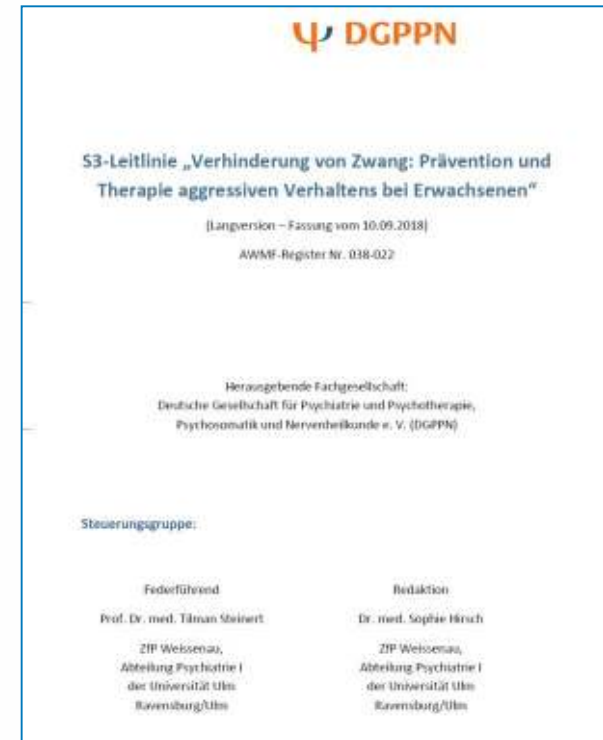 DGPPN
S3-Leitlinie „Verhinderung von Zwang: Prävention und
Therapie aggressiven Verhaltens bei Erwachsenen“
(Langversion – Fassung vom 10.09.2018)
AWMF-Register Nr. 038-022
Herausgebende Fachgesellschaft:
Deutsche Gesellschaft für Psychiatrie und Psychotherapie,
Psychosomatik und Nervenheilkunde e. V. (DGPPN)
Steuerungsgruppe:
Federführend
Prof. Dr. med. Tilman Steinert
ZfP Weissenau,
Abteilung Psychiatrie I
der Universität Ulm
Ravensburg/Ulm
Redaktion
Dr. med. Sophie Hirsch
ZfP Weissenau,
Abteilung Psychiatrie I
der Universität Ulm
Ravensburg/Ulm